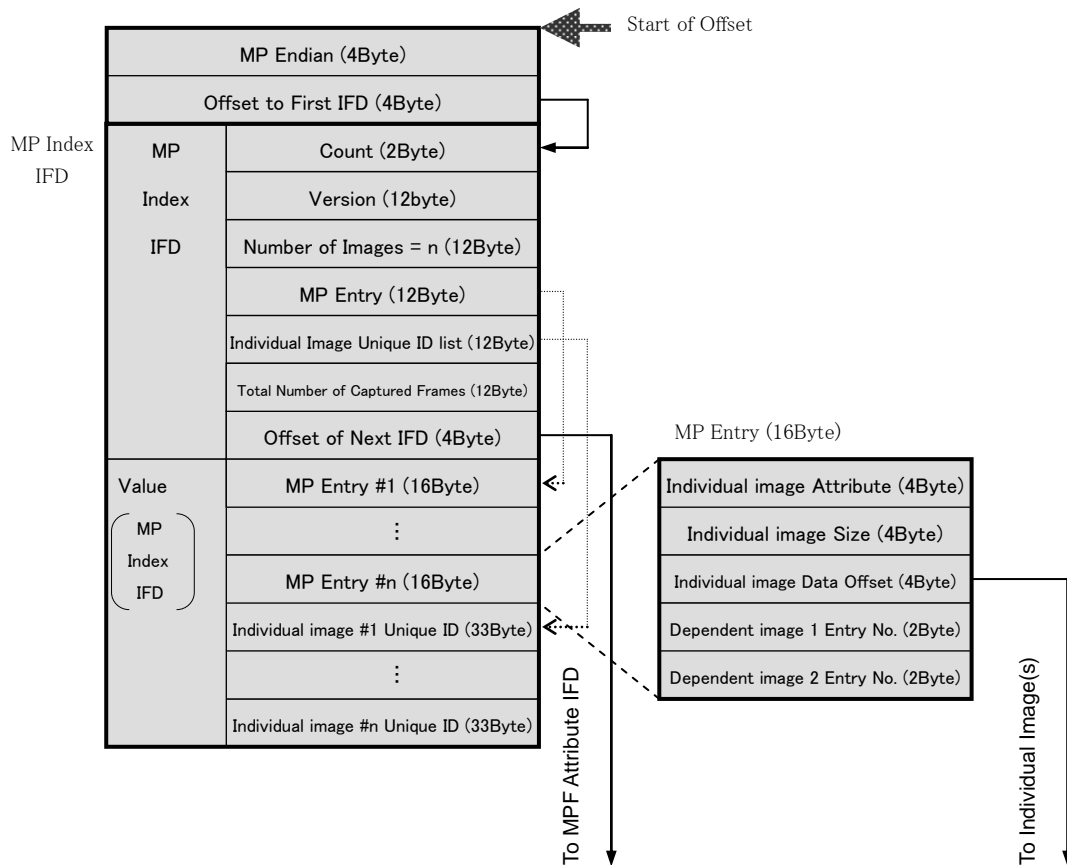 Start of Offset
MP Endian (4Byte)
Offset to First IFD (4Byte)
MP Index
IFD
MP
Index
IFD
Count (2Byte)
Version (12byte)
Number of Images = n (12Byte)
MP Entry (12Byte)
Individual Image Unique ID list (12Byte)
Total Number of Captured Frames (12Byte)
Offset of Next IFD (4Byte)
Value
MP
Index
IFD
MP Entry #1 (16Byte)
⋮
MP Entry #n (16Byte)
Individual image #1 Unique ID (33Byte)
⋮
Individual image #n Unique ID (33Byte)
MP Entry (16Byte)
Individual image Attribute (4Byte)
Individual image Size (4Byte)
Individual image Data Offset (4Byte)
Dependent image 1 Entry No. (2Byte)
Dependent image 2 Entry No. (2Byte)
To MPF Attribute IFD
To Individual Image(s)